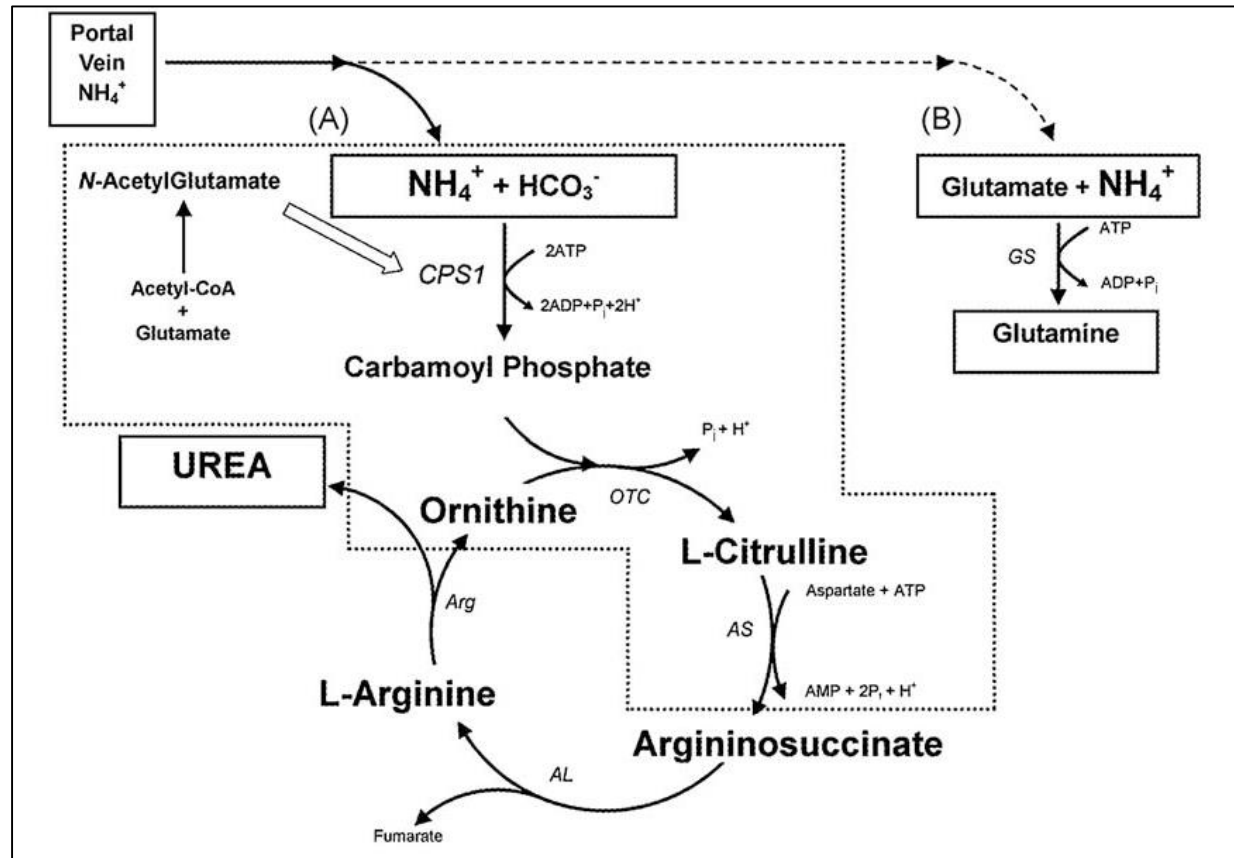 Portal
Vein
NH₄⁺
(A)
(B)
N-AcetylGlutamate
NH₄⁺ + HCO₃⁻
Glutamate + NH₄⁺
CPS1
2ATP
2ADP+Pᵢ+2H⁺
GS
ATP
ADP+Pᵢ
Acetyl-CoA
+
Glutamate
Carbamoyl Phosphate
Glutamine
UREA
Pᵢ + H⁺
Ornithine
OTC
L-Citrulline
Arg
Aspartate + ATP
AS
L-Arginine
AMP + 2Pᵢ + H⁺
Argininosuccinate
AL
Fumarate